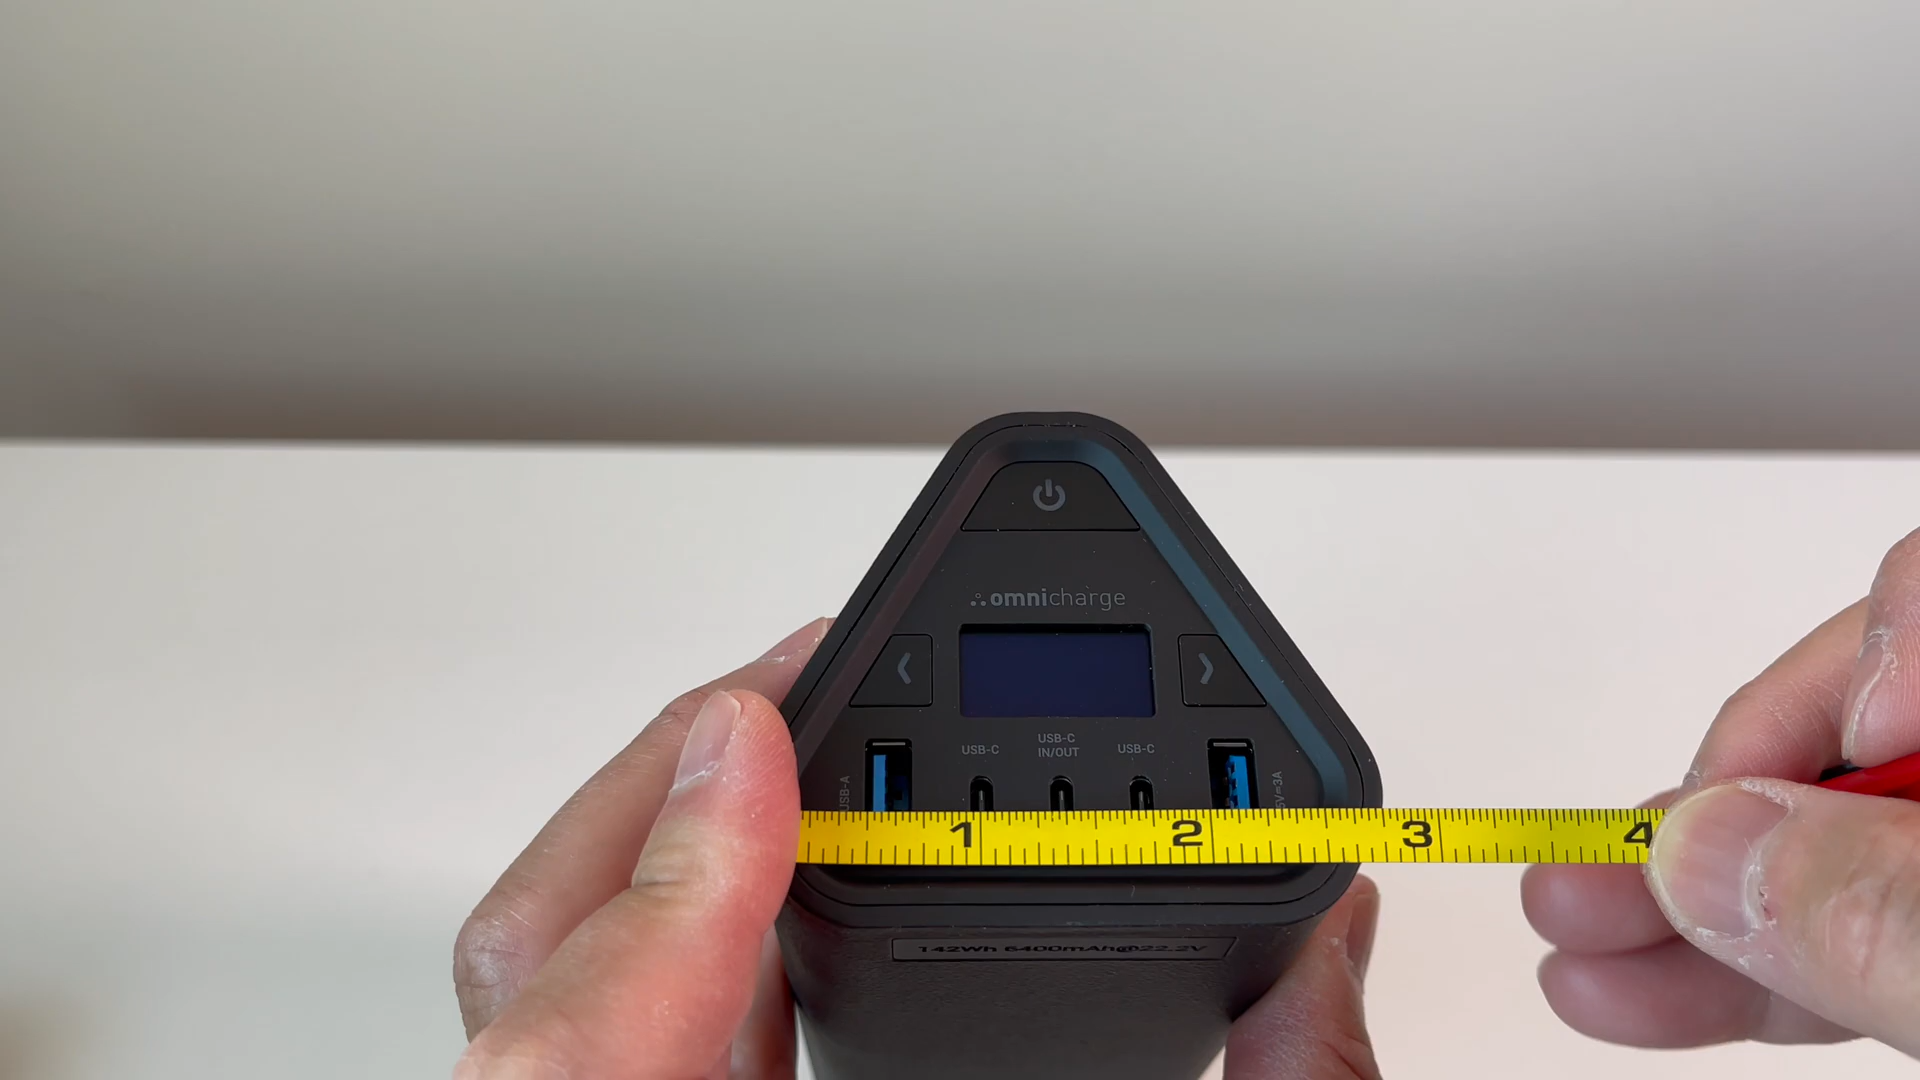 omnicharge
USB-C
USB-C
IN/OUT
USB-C
USB-A
5V⎓3A
1 2 3 4
142Wh 6400mAh@22.2V